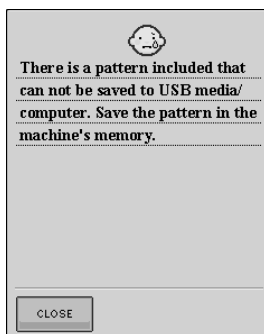 There is a pattern included that
can not be saved to USB media/
computer. Save the pattern in the
machine's memory.
CLOSE